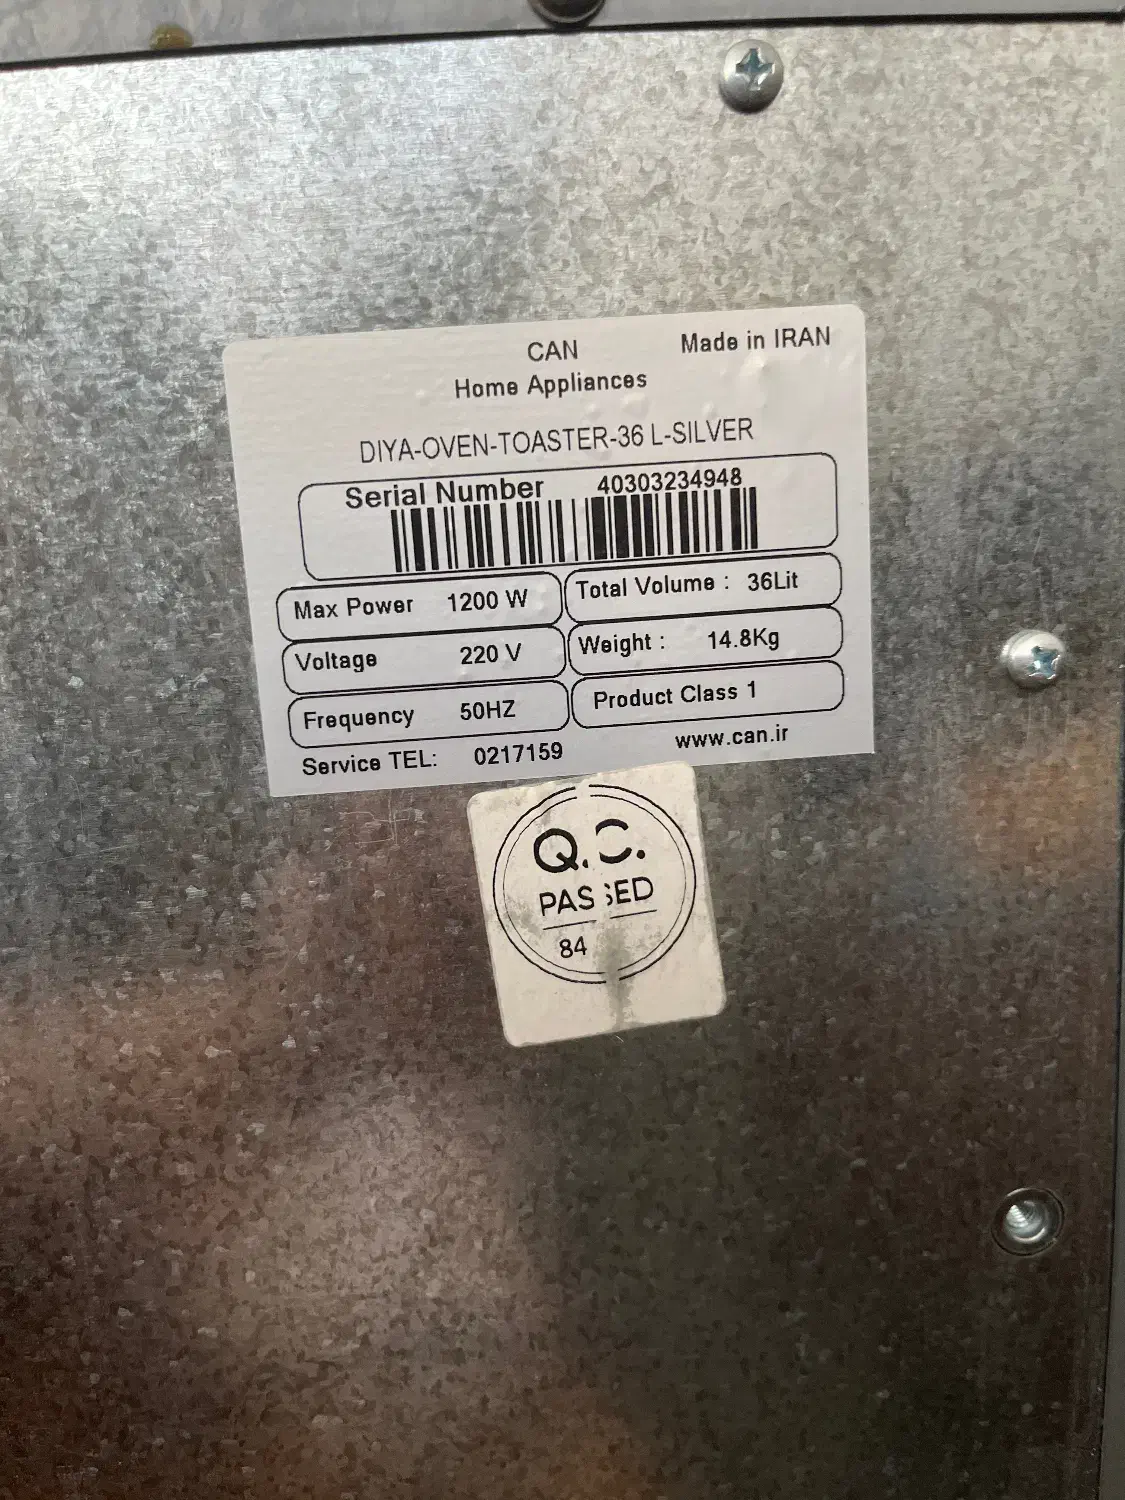 CAN
Made in IRAN
Home Appliances
DIYA-OVEN-TOASTER-36 L-SILVER
Serial Number 40303234948
Max Power 1200 W
Total Volume : 36Lit
Voltage 220 V
Weight : 14.8Kg
Frequency 50HZ
Product Class 1
Service TEL: 0217159
www.can.ir
Q.C.
PASSED
84